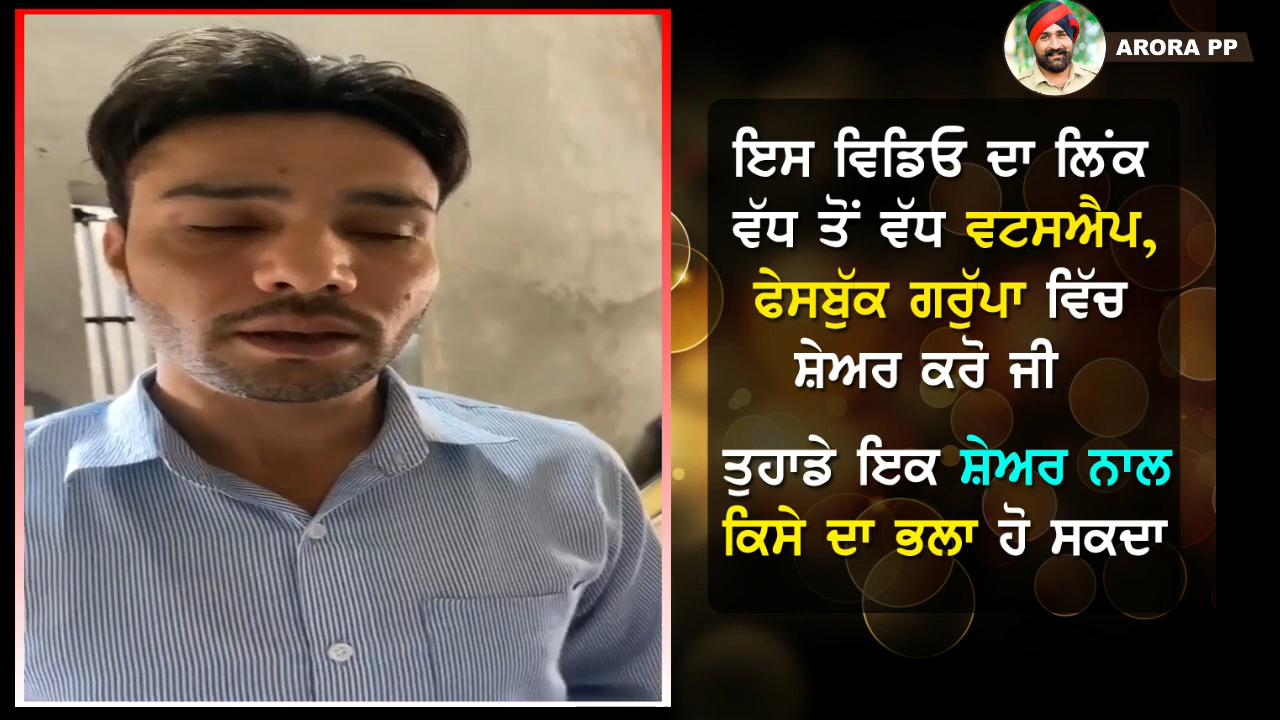 ARORA PP
ਇਸ ਵਿਡਿਓ ਦਾ ਲਿੰਕ
ਵੱਧ ਤੋਂ ਵੱਧ ਵਟਸਐਪ,
ਫੇਸਬੁੱਕ ਗਰੁੱਪਾ ਵਿੱਚ
ਸ਼ੇਅਰ ਕਰੋ ਜੀ
ਤੁਹਾਡੇ ਇਕ ਸ਼ੇਅਰ ਨਾਲ
ਕਿਸੇ ਦਾ ਭਲਾ ਹੋ ਸਕਦਾ